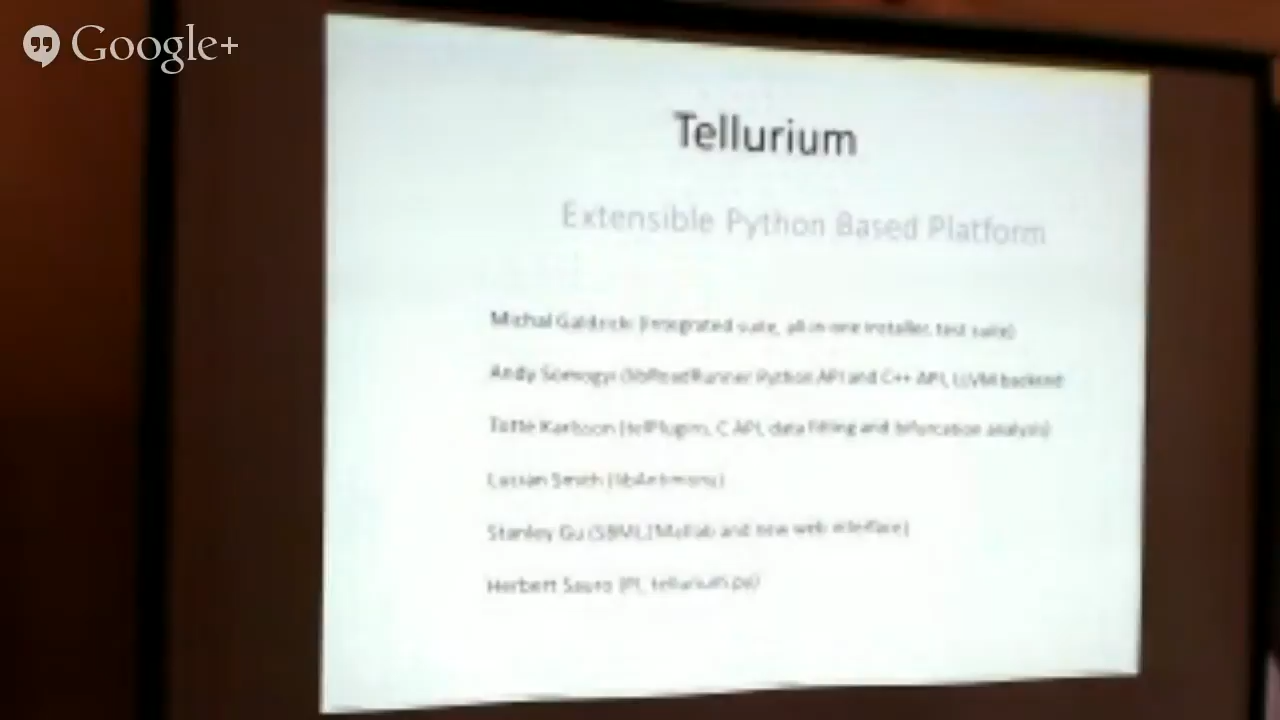 Google+
Tellurium
Extensible Python Based Platform
Michal Galdzicki (Integrated suite, all in one installer, test suite)
Andy Somogyi (libRoadRunner Python API and C++ API, LLVM backend
Totte Karlsson (telPlugins, C API, data fitting and bifurcation analysis)
Lucian Smith (libAntimony)
Stanley Gu (SBML2Matlab and new web interface)
Herbert Sauro (PI, tellurium.py)